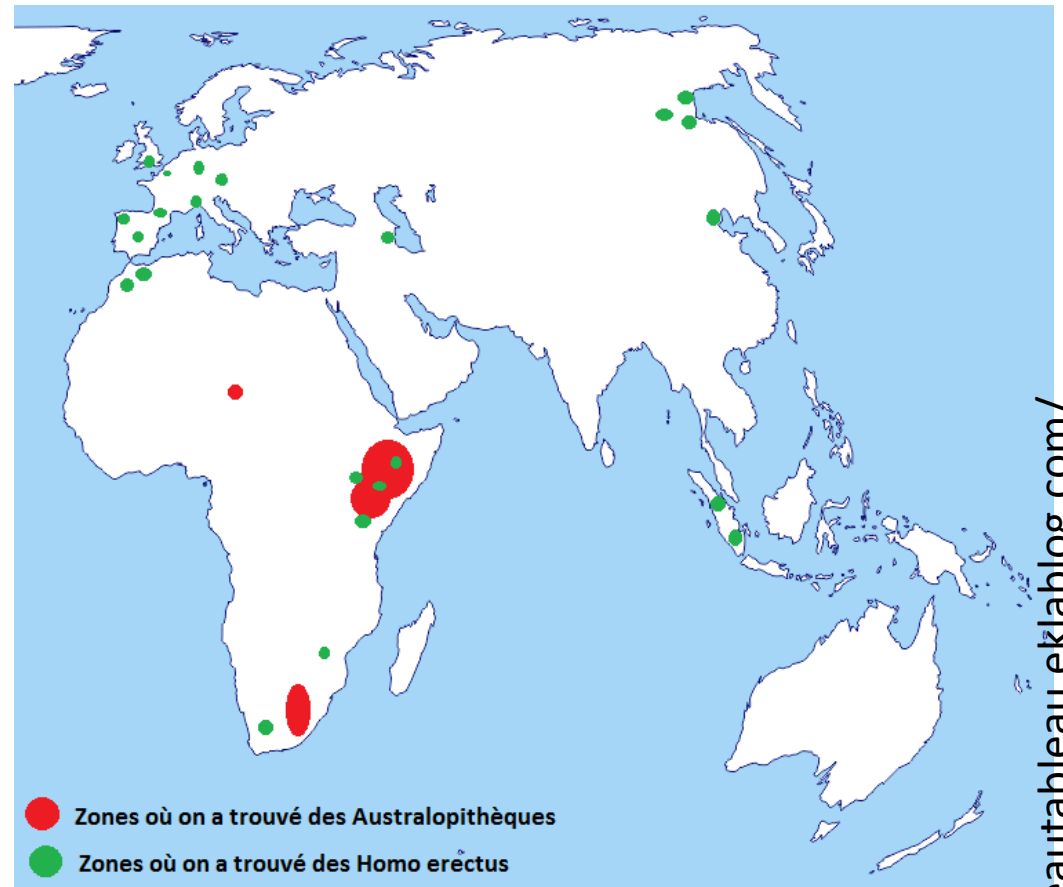 Zones où on a trouvé des Australopithèques
Zones où on a trouvé des Homo erectus
autableau.eklablog.com/